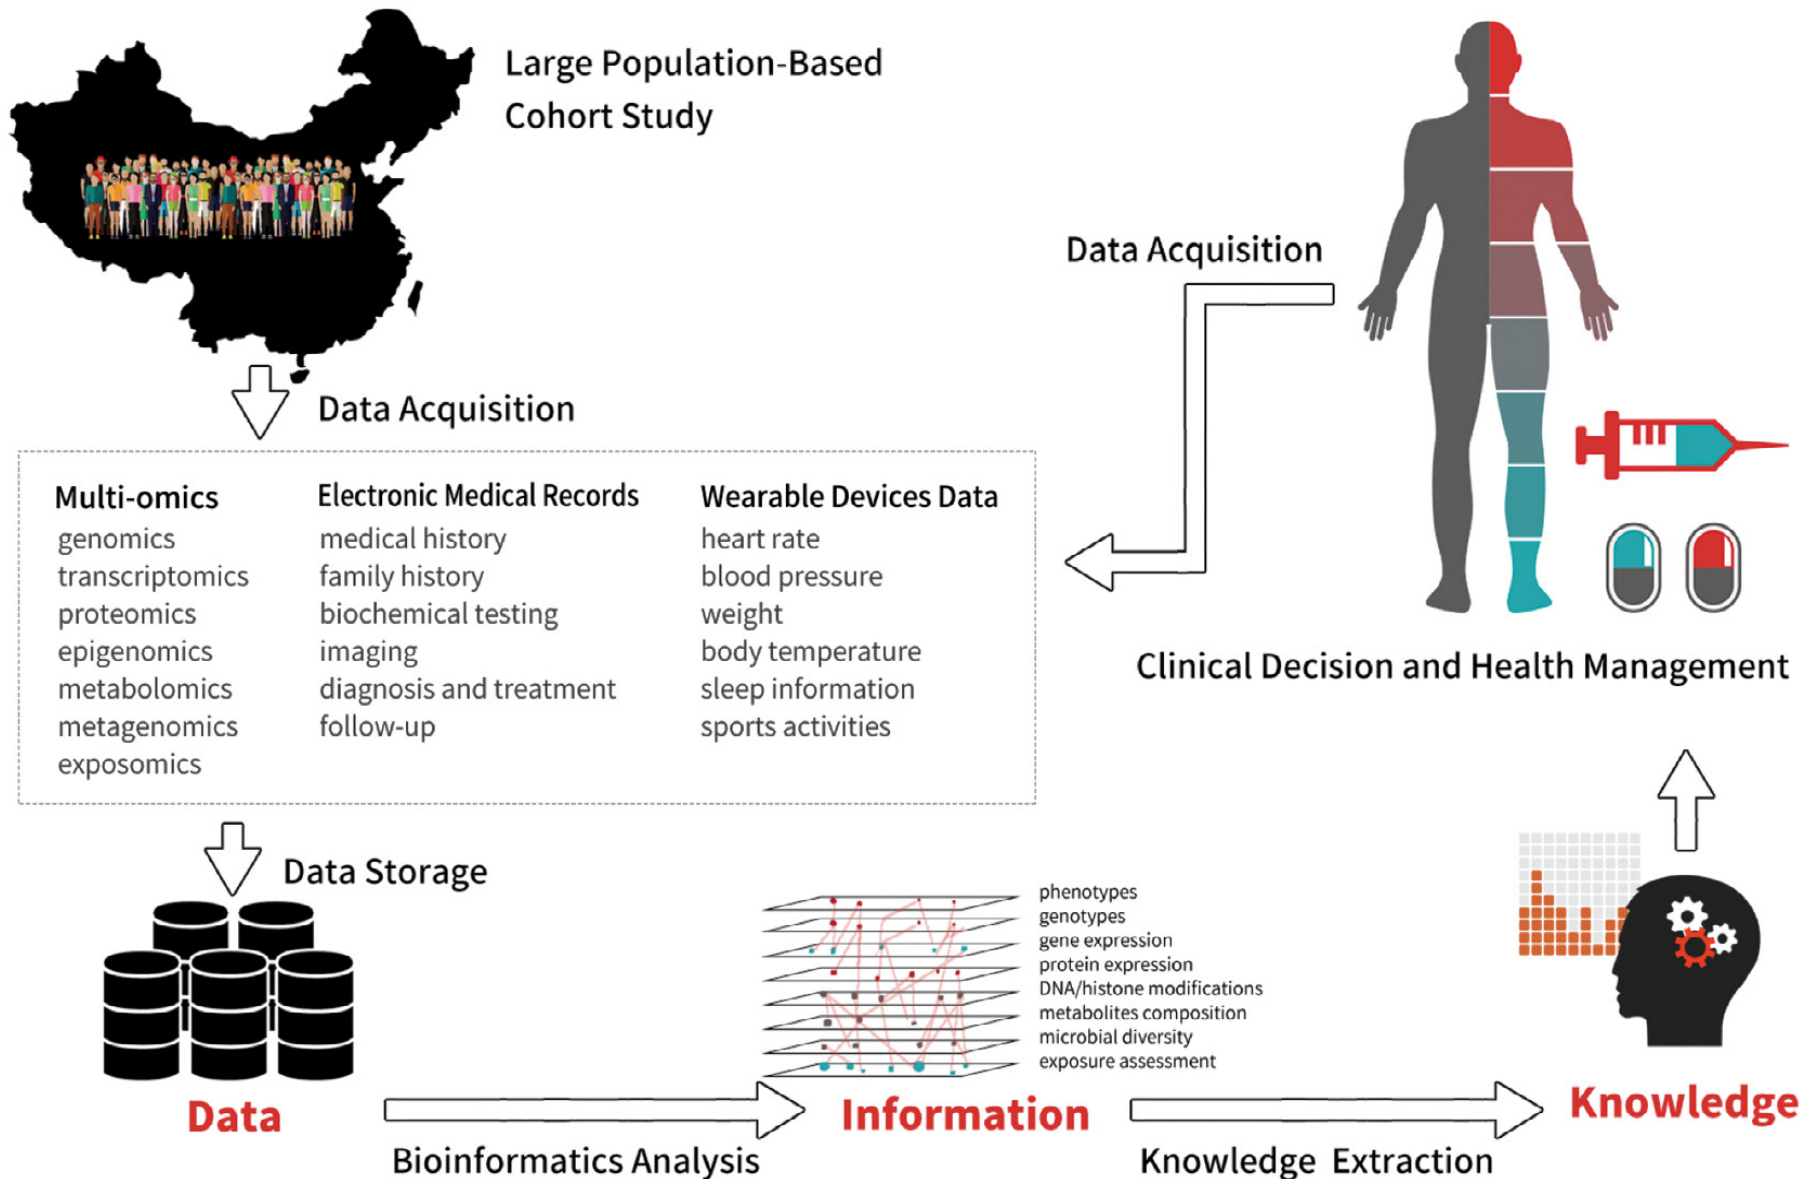 Large Population-Based
Cohort Study
Data Acquisition
Data Acquisition
Multi-omics
genomics
transcriptomics
proteomics
epigenomics
metabolomics
metagenomics
exposomics
Electronic Medical Records
medical history
family history
biochemical testing
imaging
diagnosis and treatment
follow-up
Wearable Devices Data
heart rate
blood pressure
weight
body temperature
sleep information
sports activities
Clinical Decision and Health Management
Data Storage
phenotypes
genotypes
gene expression
protein expression
DNA/histone modifications
metabolites composition
microbial diversity
exposure assessment
Data
Bioinformatics Analysis
Information
Knowledge Extraction
Knowledge